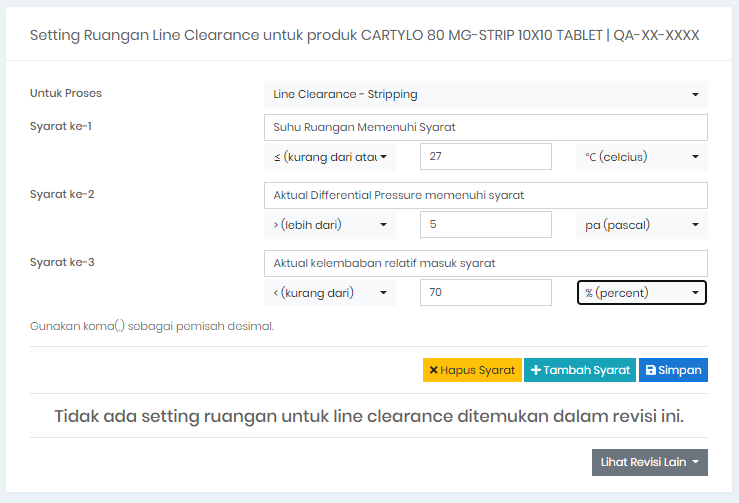 Setting Ruangan Line Clearance untuk produk CARTYLO 80 MG-STRIP 10X10 TABLET | QA-XX-XXXX
Untuk Proses
Line Clearance - Stripping
Syarat ke-1
Suhu Ruangan Memenuhi Syarat
≤ (kurang dari atau
27
°C (celcius)
Syarat ke-2
Aktual Differential Pressure memenuhi syarat
> (lebih dari)
5
pa (pascal)
Syarat ke-3
Aktual kelembaban relatif masuk syarat
< (kurang dari)
70
% (percent)
Gunakan koma(,) sebagai pemisah desimal.
Hapus Syarat
Tambah Syarat
Simpan
Tidak ada setting ruangan untuk line clearance ditemukan dalam revisi ini.
Lihat Revisi Lain